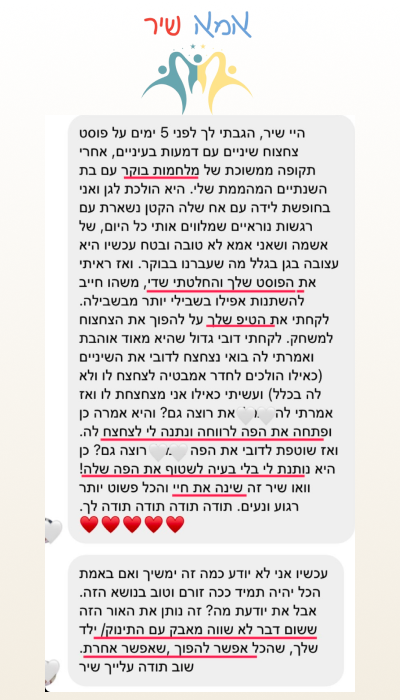 אמא שיר
היי שיר, הגבתי לך לפני 5 ימים על פוסט
צחצוח שיניים עם דמעות בעיניים, אחרי
תקופה ממשוכת של מלחמות בוקר עם בת
השנתיים המהממת שלי. היא הולכת לגן ואני
בחופשת לידה עם אח שלה הקטן נשארת עם
רגשות נוראיים שמלווים אותי כל היום, של
אשמה ושאני אמא לא טובה ובטח עכשיו היא
עצובה בגן בגלל מה שעברנו בבוקר. ואז ראיתי
את הפוסט שלך והחלטתי שדי, משהו חייב
להשתנות אפילו בשבילי יותר מבשבילה.
לקחתי את הטיפ שלך על להפוך את הצחצוח
למשחק. לקחתי דובי גדול שהיא מאוד אוהבת
ואמרתי לה בואי נצחצח לדובי את השיניים
(כאילו הולכים לחדר אמבטיה לצחצח לו ולא
לה בכלל) ועשיתי כאילו אני מצחצחת לו ואז
אמרתי לה את רוצה גם? והיא אמרה כן
ופתחה את הפה לרווחה ונתנה לי לצחצח לה.
ואז שוטפת לדובי את הפה רוצה גם? כן
היא נותנת לי בלי בעיה לשטוף את הפה שלה!
וואו שיר זה שינה את חיי והכל פשוט יותר
רגוע ונעים. תודה תודה תודה תודה לך.
❤️❤️❤️❤️❤️
עכשיו אני לא יודע כמה זה ימשיך ואם באמת
הכל יהיה תמיד ככה זורם וטוב בנושא הזה.
אבל את יודעת מה? זה נותן את האור הזה
ששום דבר לא שווה מאבק עם התינוק/ ילד
שלך, שהכל אפשר להפוך ,שאפשר אחרת.
שוב תודה עלייך שיר